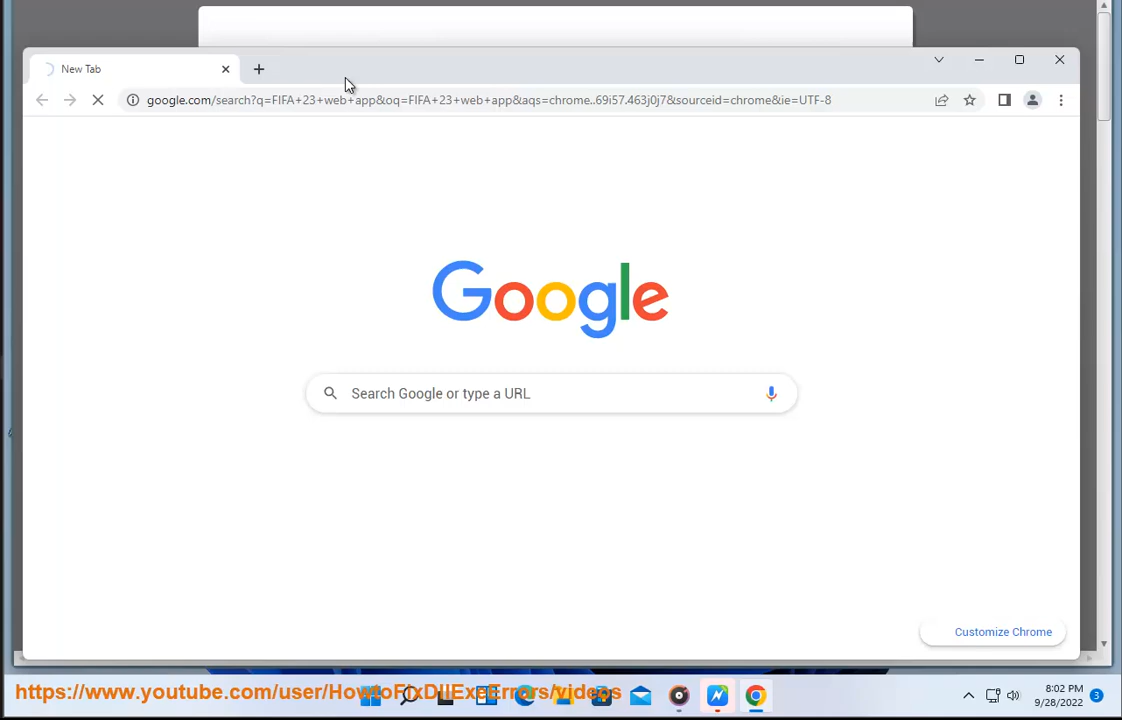 New Tab
google.com/search?q=FIFA+23+web+app&oq=FIFA+23+web+app&aqs=chrome..69i57.463j0j7&sourceid=chrome&ie=UTF-8
Google
Search Google or type a URL
Customize Chrome
https://www.youtube.com/user/HowtoFixDllExeErrors/videos
8:02 PM
9/28/2022
3